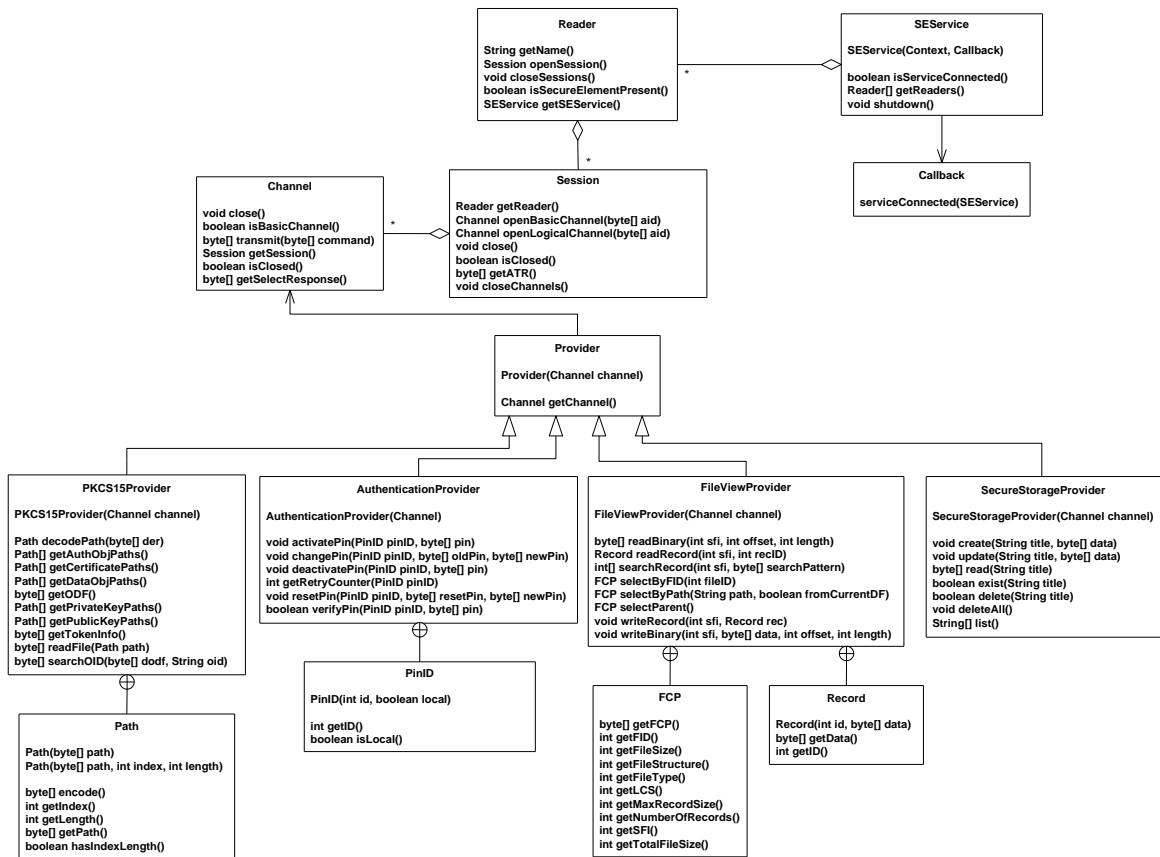 Reader
String getName()
Session openSession()
void closeSessions()
boolean isSecureElementPresent()
SEService getSEService()
*
*
SEService
SEService(Context, Callback)
boolean isServiceConnected()
Reader[] getReaders()
void shutdown()
Callback
serviceConnected(SEService)
Channel
void close()
boolean isBasicChannel()
byte[] transmit(byte[] command)
Session getSession()
boolean isClosed()
byte[] getSelectResponse()
*
Session
Reader getReader()
Channel openBasicChannel(byte[] aid)
Channel openLogicalChannel(byte[] aid)
void close()
boolean isClosed()
byte[] getATR()
void closeChannels()
Provider
Provider(Channel channel)
Channel getChannel()
PKCS15Provider
PKCS15Provider(Channel channel)
Path decodePath(byte[] der)
Path[] getAuthObjPaths()
Path[] getCertificatePaths()
Path[] getDataObjPaths()
byte[] getODF()
Path[] getPrivateKeyPaths()
Path[] getPublicKeyPaths()
byte[] getTokenInfo()
byte[] readFile(Path path)
byte[] searchOID(byte[] dodf, String oid)
AuthenticationProvider
AuthenticationProvider(Channel)
void activatePin(PinID pinID, byte[] pin)
void changePin(PinID pinID, byte[] oldPin, byte[] newPin)
void deactivatePin(PinID pinID, byte[] pin)
int getRetryCounter(PinID pinID)
void resetPin(PinID pinID, byte[] resetPin, byte[] newPin)
boolean verifyPin(PinID pinID, byte[] pin)
FileViewProvider
FileViewProvider(Channel channel)
byte[] readBinary(int sfi, int offset, int length)
Record readRecord(int sfi, int recID)
int[] searchRecord(int sfi, byte[] searchPattern)
FCP selectByFID(int fileID)
FCP selectByPath(String path, boolean fromCurrentDF)
FCP selectParent()
void writeRecord(int sfi, Record rec)
void writeBinary(int sfi, byte[] data, int offset, int length)
SecureStorageProvider
SecureStorageProvider(Channel channel)
void create(String title, byte[] data)
void update(String title, byte[] data)
byte[] read(String title)
boolean exist(String title)
boolean delete(String title)
void deleteAll()
String[] list()
Path
Path(byte[] path)
Path(byte[] path, int index, int length)
byte[] encode()
int getIndex()
int getLength()
byte[] getPath()
boolean hasIndexLength()
PinID
PinID(int id, boolean local)
int getID()
boolean isLocal()
FCP
byte[] getFCP()
int getFID()
int getFileSize()
int getFileStructure()
int getFileType()
int getLCS()
int getMaxRecordSize()
int getNumberOfRecords()
int getSFI()
int getTotalFileSize()
Record
Record(int id, byte[] data)
byte[] getData()
int getID()